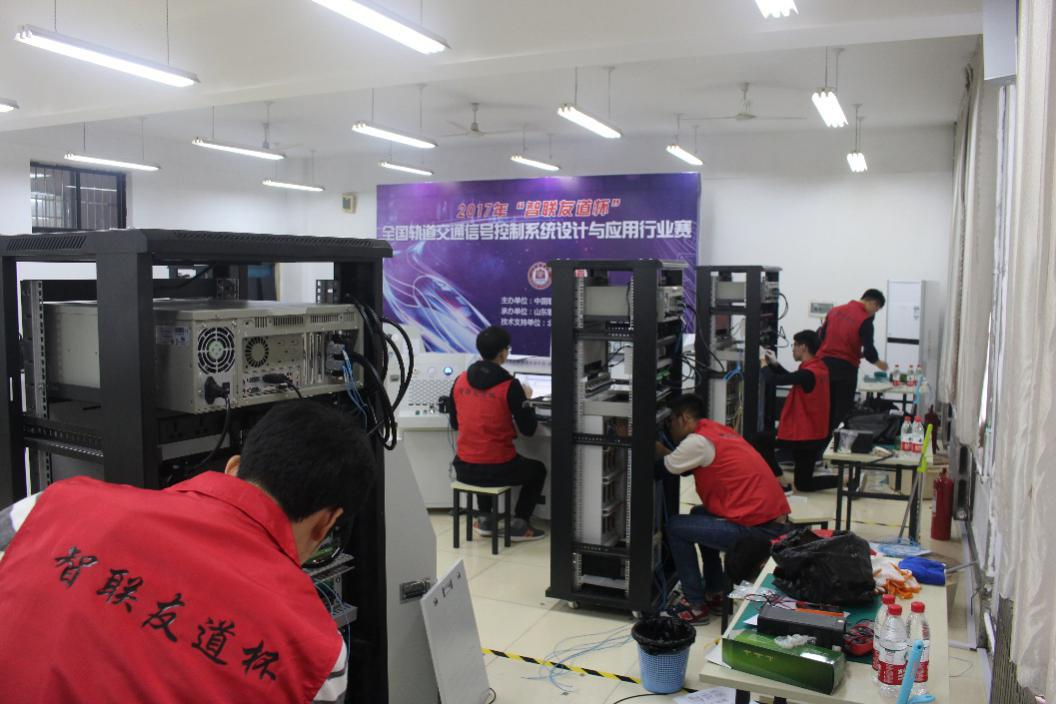 2017年 “智联友道杯”
全国轨道交通信号控制系统设计与应用行业赛
主办单位：中国
承办单位：山东
技术支持单位：北
智联友道杯